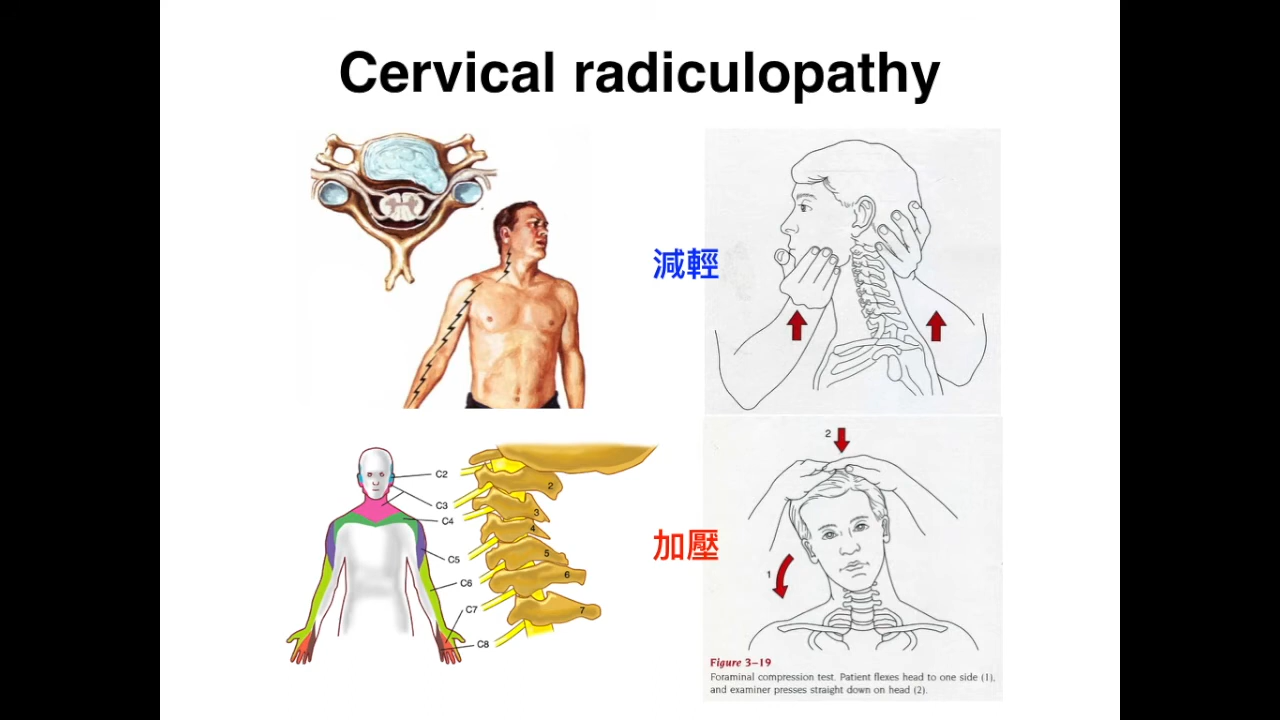 Cervical radiculopathy
減輕
加壓
C2
C3
C4
C5
C6
C7
C8
2
3
4
5
6
7
2
1
Figure 3-19
Foraminal compression test. Patient flexes head to one side (1),
and examiner presses straight down on head (2).